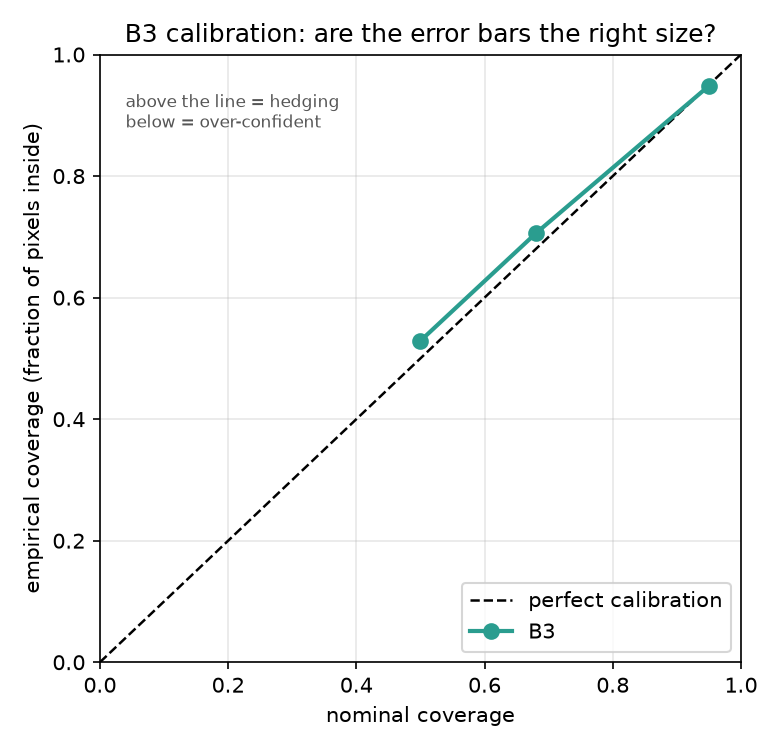 B3 calibration: are the error bars the right size?
above the line = hedging
below = over-confident
empirical coverage (fraction of pixels inside)
1.0
0.8
0.6
0.4
0.2
0.0
perfect calibration
B3
0.0 0.2 0.4 0.6 0.8 1.0
nominal coverage